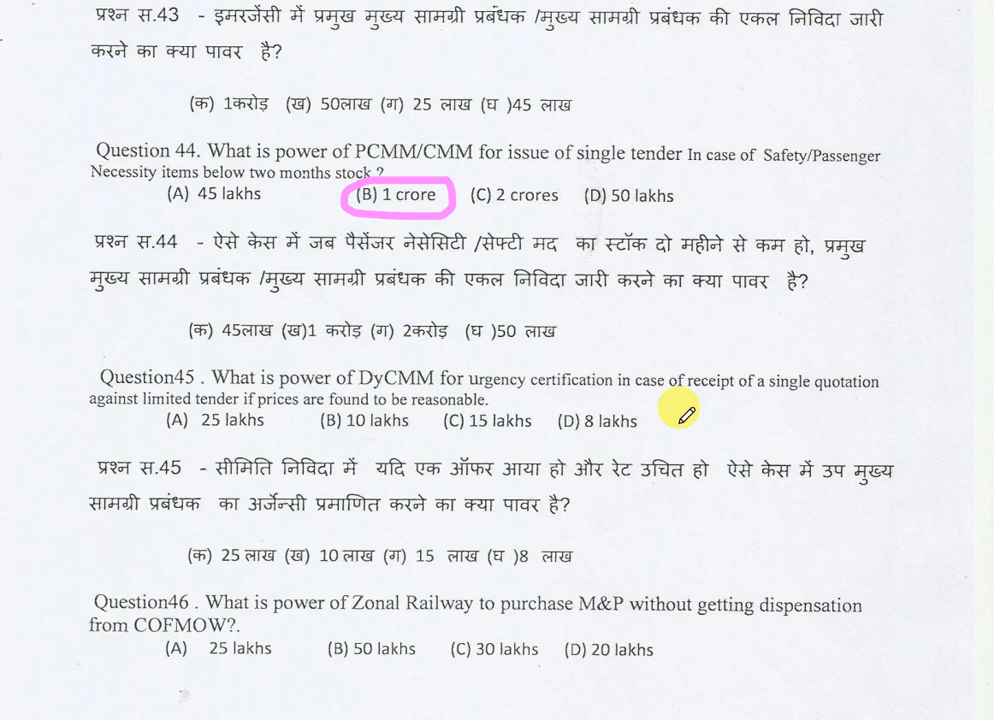 प्रश्न स.43 - इमरजेंसी में प्रमुख मुख्य सामग्री प्रबंधक /मुख्य सामग्री प्रबंधक की एकल निविदा जारी
करने का क्या पावर है?
(क) 1करोड़ (ख) 50लाख (ग) 25 लाख (घ )45 लाख
Question 44. What is power of PCMM/CMM for issue of single tender In case of Safety/Passenger
Necessity items below two months stock ?
(A) 45 lakhs (B) 1 crore (C) 2 crores (D) 50 lakhs
प्रश्न स.44 - ऐसे केस में जब पैसेंजर नेसेसिटी /सेफ्टी मद का स्टॉक दो महीने से कम हो, प्रमुख
मुख्य सामग्री प्रबंधक /मुख्य सामग्री प्रबंधक की एकल निविदा जारी करने का क्या पावर है?
(क) 45लाख (ख)1 करोड़ (ग) 2करोड़ (घ )50 लाख
Question45 . What is power of DyCMM for urgency certification in case of receipt of a single quotation
against limited tender if prices are found to be reasonable.
(A) 25 lakhs (B) 10 lakhs (C) 15 lakhs (D) 8 lakhs
प्रश्न स.45 - सीमिति निविदा में यदि एक ऑफर आया हो और रेट उचित हो ऐसे केस में उप मुख्य
सामग्री प्रबंधक का अर्जेन्सी प्रमाणित करने का क्या पावर है?
(क) 25 लाख (ख) 10 लाख (ग) 15 लाख (घ )8 लाख
Question46 . What is power of Zonal Railway to purchase M&P without getting dispensation
from COFMOW?.
(A) 25 lakhs (B) 50 lakhs (C) 30 lakhs (D) 20 lakhs